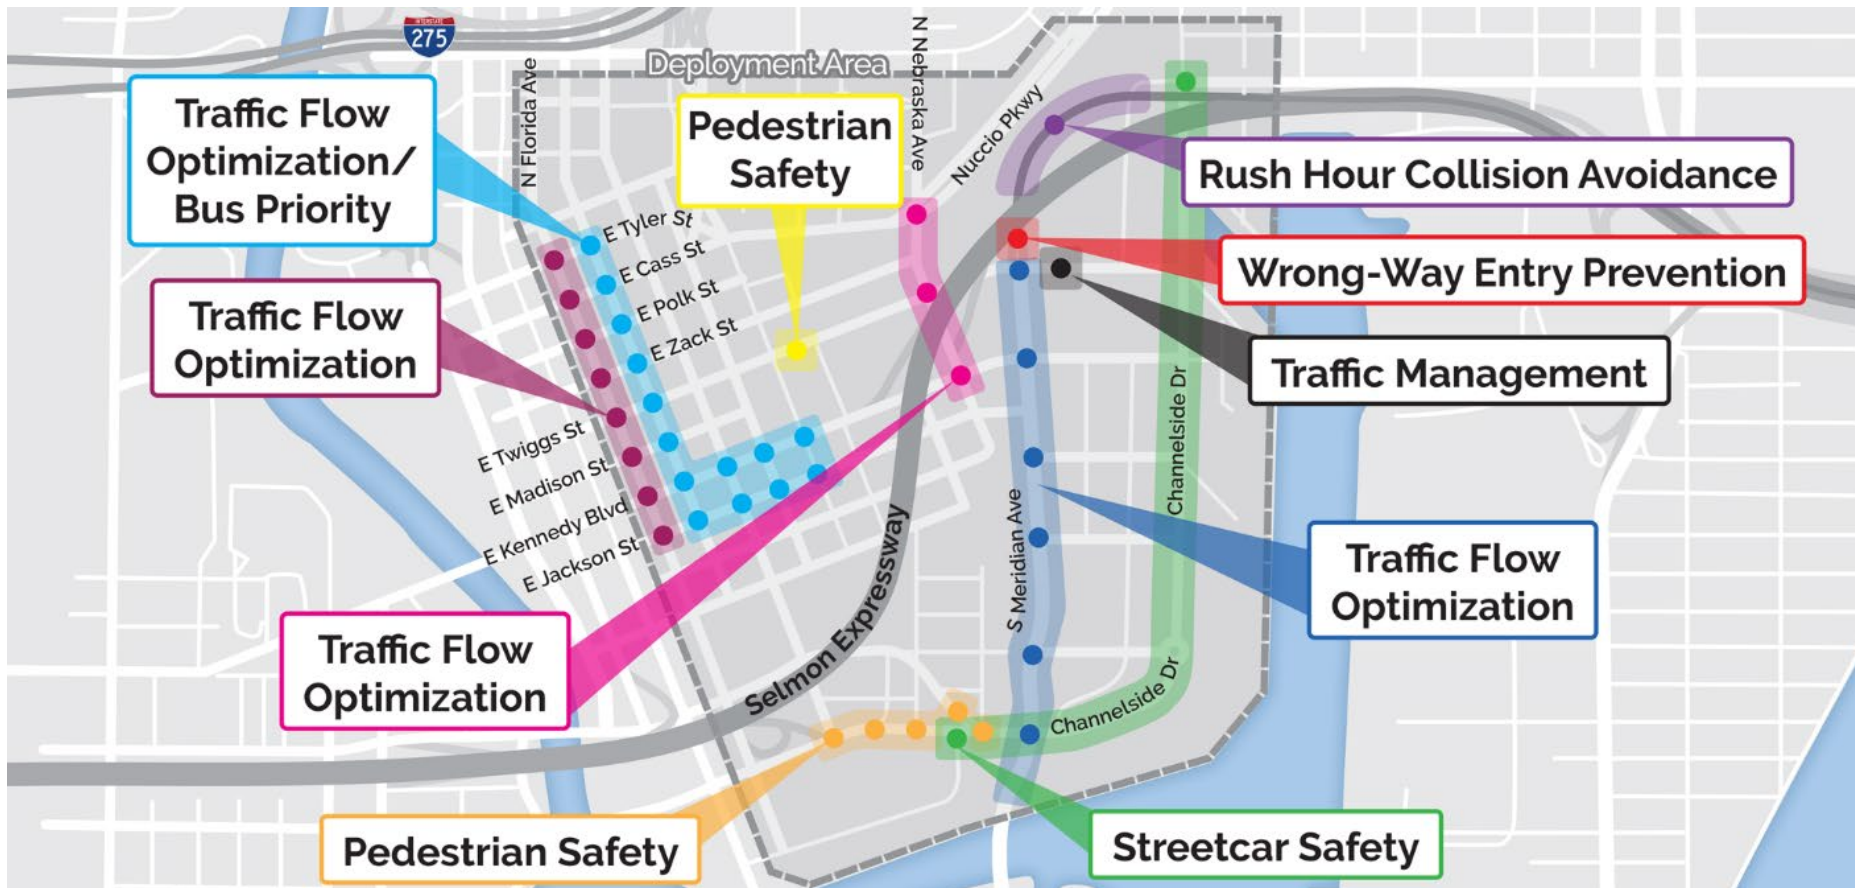 INTERSTATE
275
Deployment Area
N Florida Ave
N Nebraska Ave
Nuccio Pkwy
Traffic Flow
Optimization/
Bus Priority
Pedestrian
Safety
Rush Hour Collision Avoidance
E Tyler St
E Cass St
E Polk St
E Zack St
Wrong-Way Entry Prevention
Traffic Flow
Optimization
Traffic Management
E Twiggs St
E Madison St
E Kennedy Blvd
E Jackson St
Channelside Dr
S Meridian Ave
Selmon Expressway
Traffic Flow
Optimization
Traffic Flow
Optimization
Channelside Dr
Pedestrian Safety
Streetcar Safety